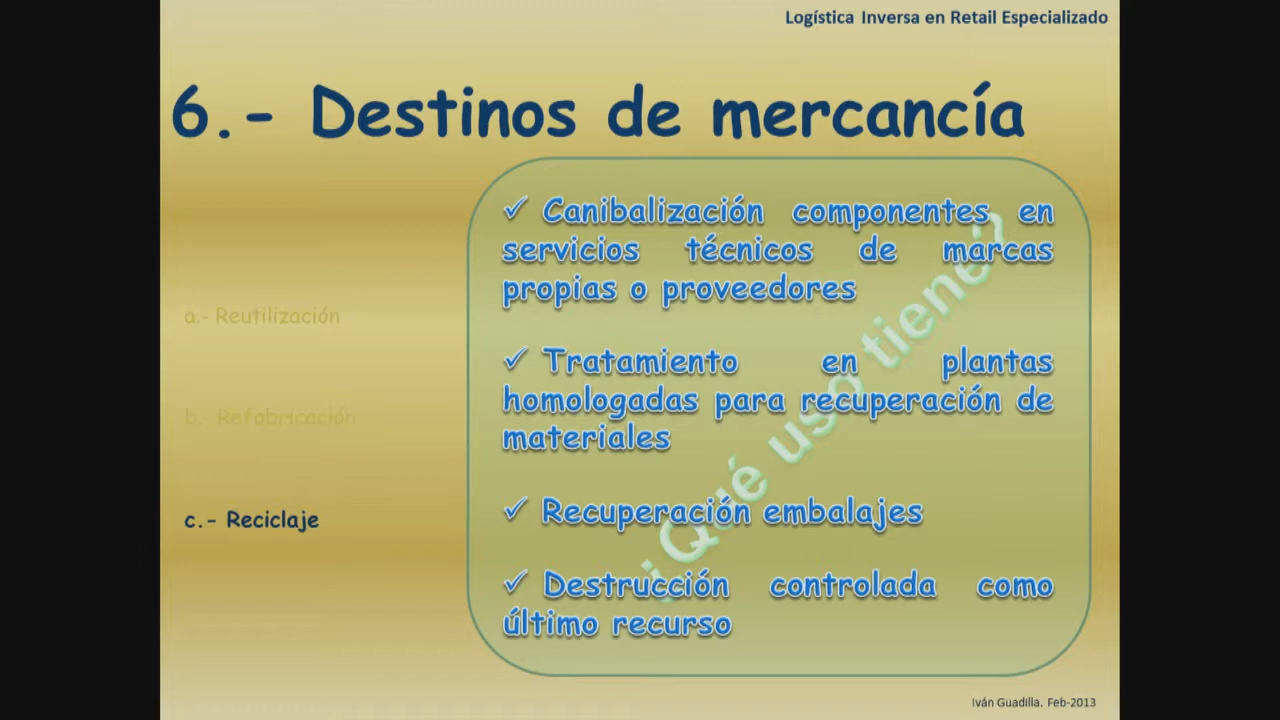 Logística Inversa en Retail Especializado
6.- Destinos de mercancía
a.- Reutilización
b.- Refabricación
c.- Reciclaje
✓ Canibalización componentes en
servicios técnicos de marcas
propias o proveedores
✓ Tratamiento en plantas
homologadas para recuperación de
materiales
✓ Recuperación embalajes
✓ Destrucción controlada como
último recurso
¿Qué uso tiene?
Iván Guadilla. Feb-2013